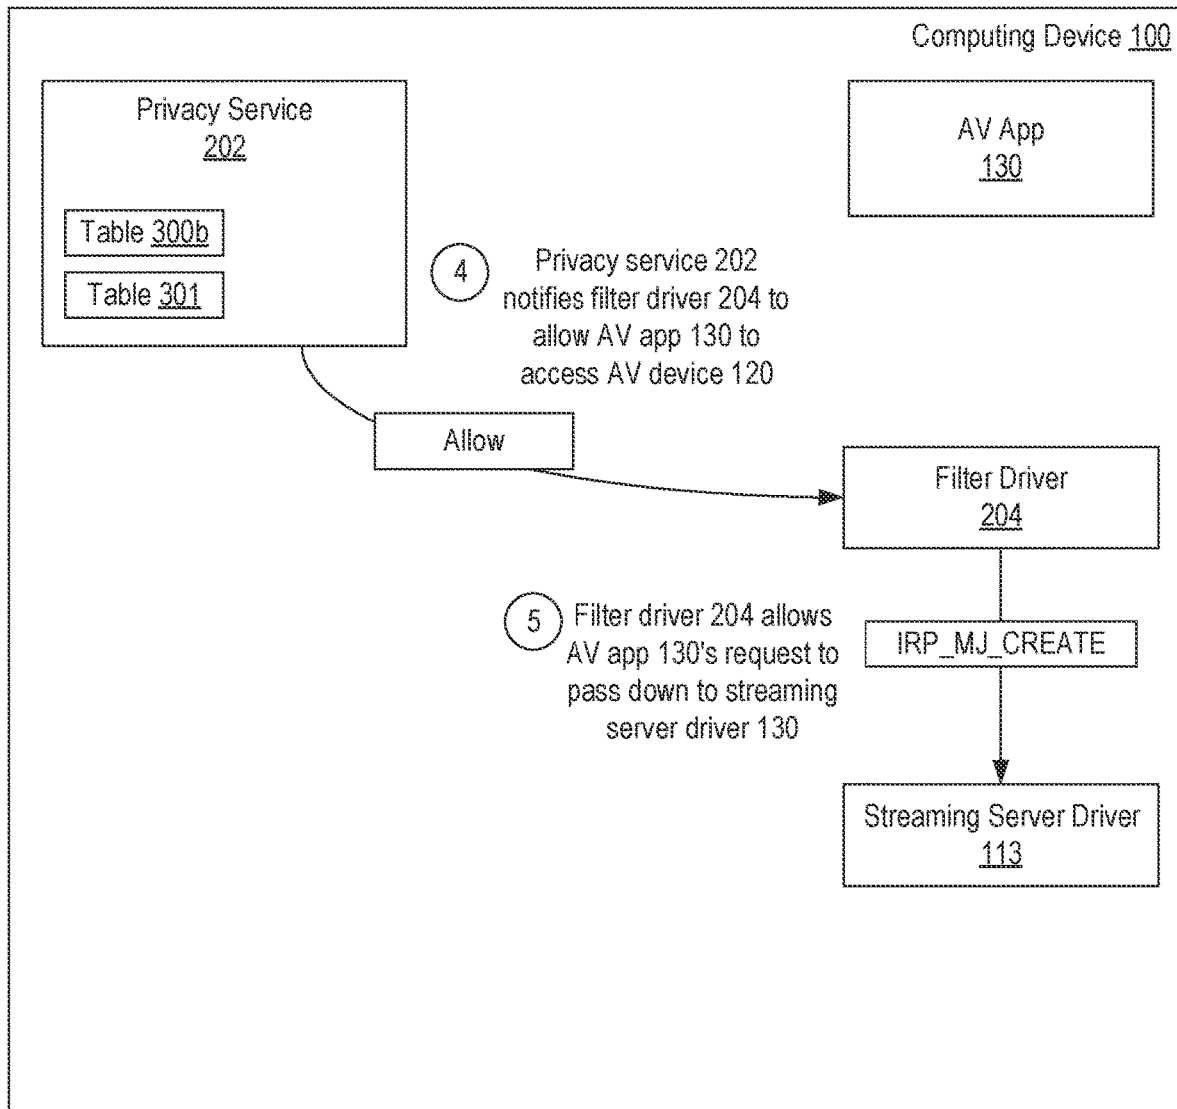 Computing Device 100
Privacy Service
202
Table 300b
Table 301
AV App
130
4
Privacy service 202
notifies filter driver 204 to
allow AV app 130 to
access AV device 120
Allow
Filter Driver
204
5
Filter driver 204 allows
AV app 130's request to
pass down to streaming
server driver 130
IRP_MJ_CREATE
Streaming Server Driver
113